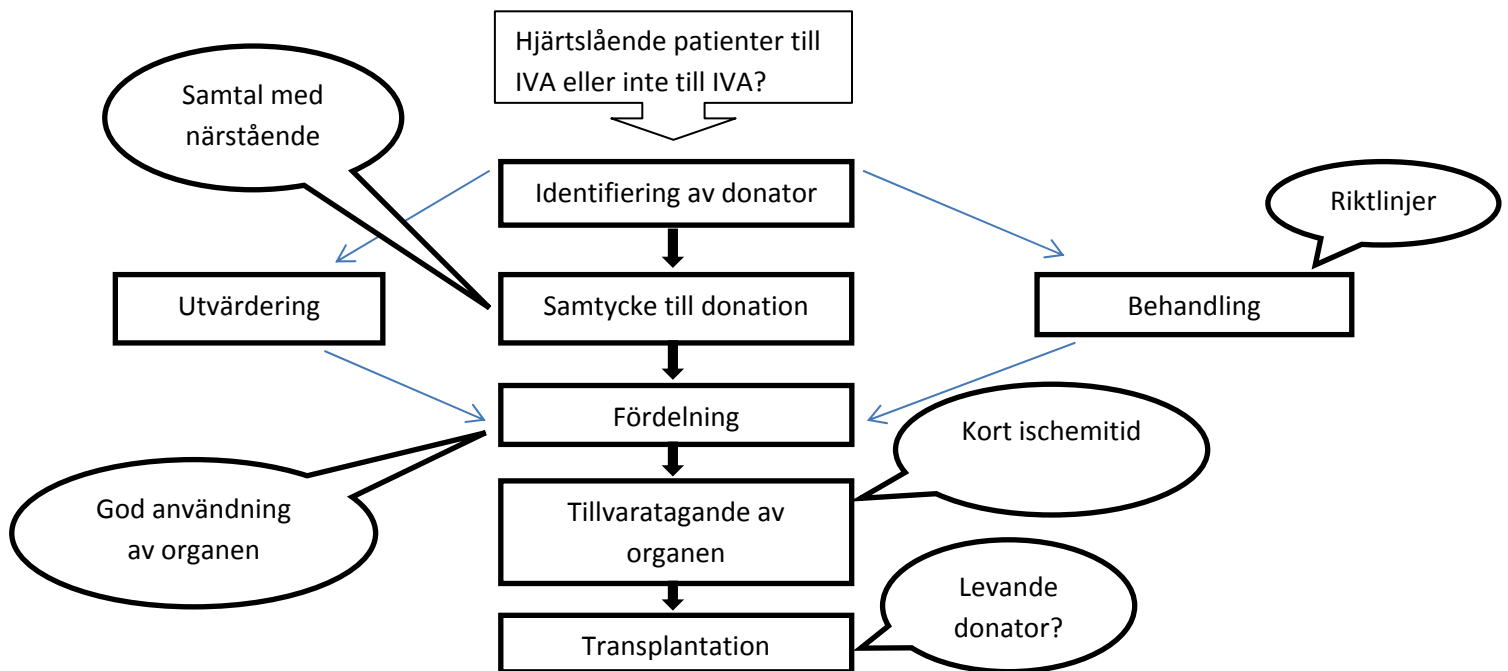 Hjärtslående patienter till
IVA eller inte till IVA?
Samtal med
närstående
Identifiering av donator
Riktlinjer
Utvärdering
Samtycke till donation
Behandling
Fördelning
Kort ischemitid
God användning
av organen
Tillvaratagande av
organen
Levande
donator?
Transplantation